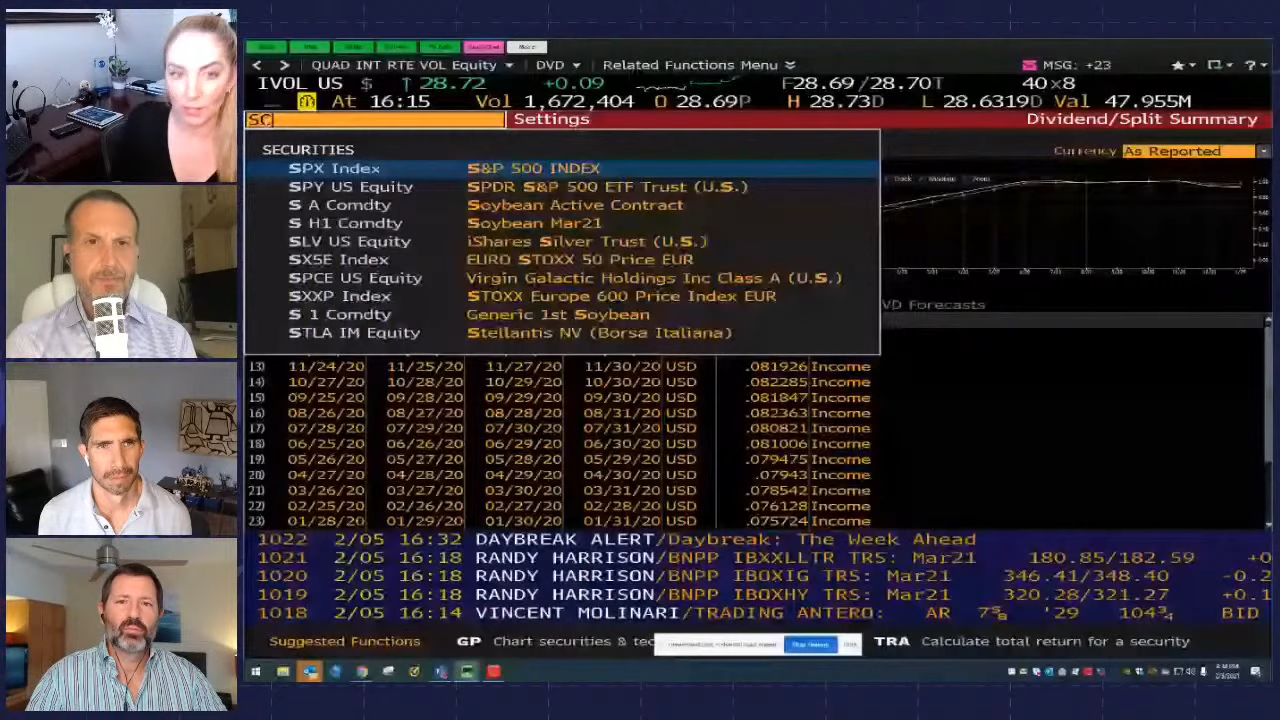 < > QUAD INT RTE VOL Equity DVD Related Functions Menu MSG: +23
IVOL US $ ↑ 28.72 +0.09 F28.69/28.70T 40×8
At 16:15 Vol 1,672,404 O 28.69P H 28.73D L 28.6319D Val 47.955M
SC Settings Dividend/Split Summary
Currency As Reported
SECURITIES
SPX Index S&P 500 INDEX
SPY US Equity SPDR S&P 500 ETF Trust (U.S.)
S A Comdty Soybean Active Contract
S H1 Comdty Soybean Mar21
SLV US Equity iShares Silver Trust (U.S.)
SX5E Index EURO STOXX 50 Price EUR
SPCE US Equity Virgin Galactic Holdings Inc Class A (U.S.)
SXXP Index STOXX Europe 600 Price Index EUR
VD Forecasts
S 1 Comdty Generic 1st Soybean
STLA IM Equity Stellantis NV (Borsa Italiana)
13) 11/24/20 11/25/20 11/27/20 11/30/20 USD .081926 Income
14) 10/27/20 10/28/20 10/29/20 10/30/20 USD .082285 Income
15) 09/25/20 09/28/20 09/29/20 09/30/20 USD .081847 Income
16) 08/26/20 08/27/20 08/28/20 08/31/20 USD .082363 Income
17) 07/28/20 07/29/20 07/30/20 07/31/20 USD .080821 Income
18) 06/25/20 06/26/20 06/29/20 06/30/20 USD .081006 Income
19) 05/26/20 05/27/20 05/28/20 05/29/20 USD .079475 Income
20) 04/27/20 04/28/20 04/29/20 04/30/20 USD .07943 Income
21) 03/26/20 03/27/20 03/30/20 03/31/20 USD .078542 Income
22) 02/25/20 02/26/20 02/27/20 02/28/20 USD .076128 Income
23) 01/28/20 01/29/20 01/30/20 01/31/20 USD .075724 Income
1022 2/05 16:32 DAYBREAK ALERT/Daybreak: The Week Ahead
1021 2/05 16:18 RANDY HARRISON/BNPP IBXXLLTR TRS: Mar21 180.85/182.59 +0
1020 2/05 16:18 RANDY HARRISON/BNPP IBOXIG TRS: Mar21 346.41/348.40 -0.2
1019 2/05 16:18 RANDY HARRISON/BNPP IBOXHY TRS: Mar21 320.28/321.27 +0.1
1018 2/05 16:14 VINCENT MOLINARI/TRADING ANTERO: AR 7⅝ '29 104¾ BID
Suggested Functions GP Chart securities & tec TRA Calculate total return for a security